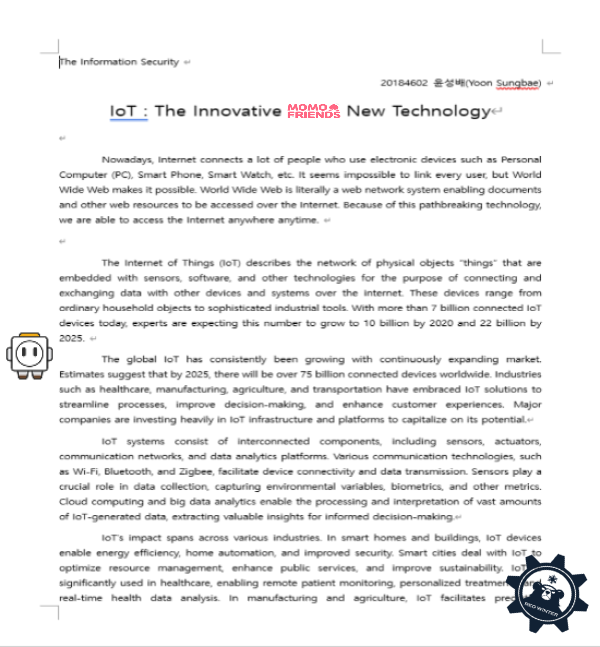 The Information Security
20184602 윤성배(Yoon Sungbae)
IoT : The Innovative MOMO FRIENDS New Technology
Nowadays, Internet connects a lot of people who use electronic devices such as Personal
Computer (PC), Smart Phone, Smart Watch, etc. It seems impossible to link every user, but World
Wide Web makes it possible. World Wide Web is literally a web network system enabling documents
and other web resources to be accessed over the Internet. Because of this pathbreaking technology,
we are able to access the Internet anywhere anytime.
The Internet of Things (IoT) describes the network of physical objects "things" that are
embedded with sensors, software, and other technologies for the purpose of connecting and
exchanging data with other devices and systems over the internet. These devices range from
ordinary household objects to sophisticated industrial tools. With more than 7 billion connected IoT
devices today, experts are expecting this number to grow to 10 billion by 2020 and 22 billion by
2025.
The global IoT has consistently been growing with continuously expanding market.
Estimates suggest that by 2025, there will be over 75 billion connected devices worldwide. Industries
such as healthcare, manufacturing, agriculture, and transportation have embraced IoT solutions to
streamline processes, improve decision-making, and enhance customer experiences. Major
companies are investing heavily in IoT infrastructure and platforms to capitalize on its potential.
IoT systems consist of interconnected components, including sensors, actuators,
communication networks, and data analytics platforms. Various communication technologies, such
as Wi-Fi, Bluetooth, and Zigbee, facilitate device connectivity and data transmission. Sensors play a
crucial role in data collection, capturing environmental variables, biometrics, and other metrics.
Cloud computing and big data analytics enable the processing and interpretation of vast amounts
of IoT-generated data, extracting valuable insights for informed decision-making.
IoT's impact spans across various industries. In smart homes and buildings, IoT devices
enable energy efficiency, home automation, and improved security. Smart cities deal with IoT to
optimize resource management, enhance public services, and improve sustainability. IoT
significantly used in healthcare, enabling remote patient monitoring, personalized and
real-time health data analysis. In manufacturing and agriculture, IoT facilitates
RED WINTER